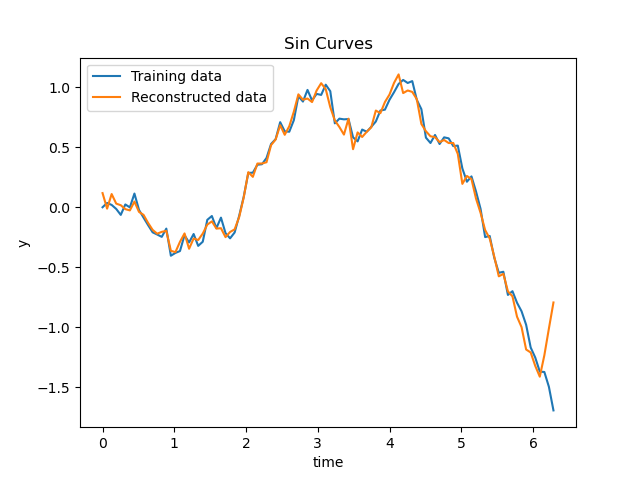 Sin Curves
Training data
Reconstructed data
1.0
0.5
0.0
−0.5
−1.0
−1.5
y
0 1 2 3 4 5 6
time